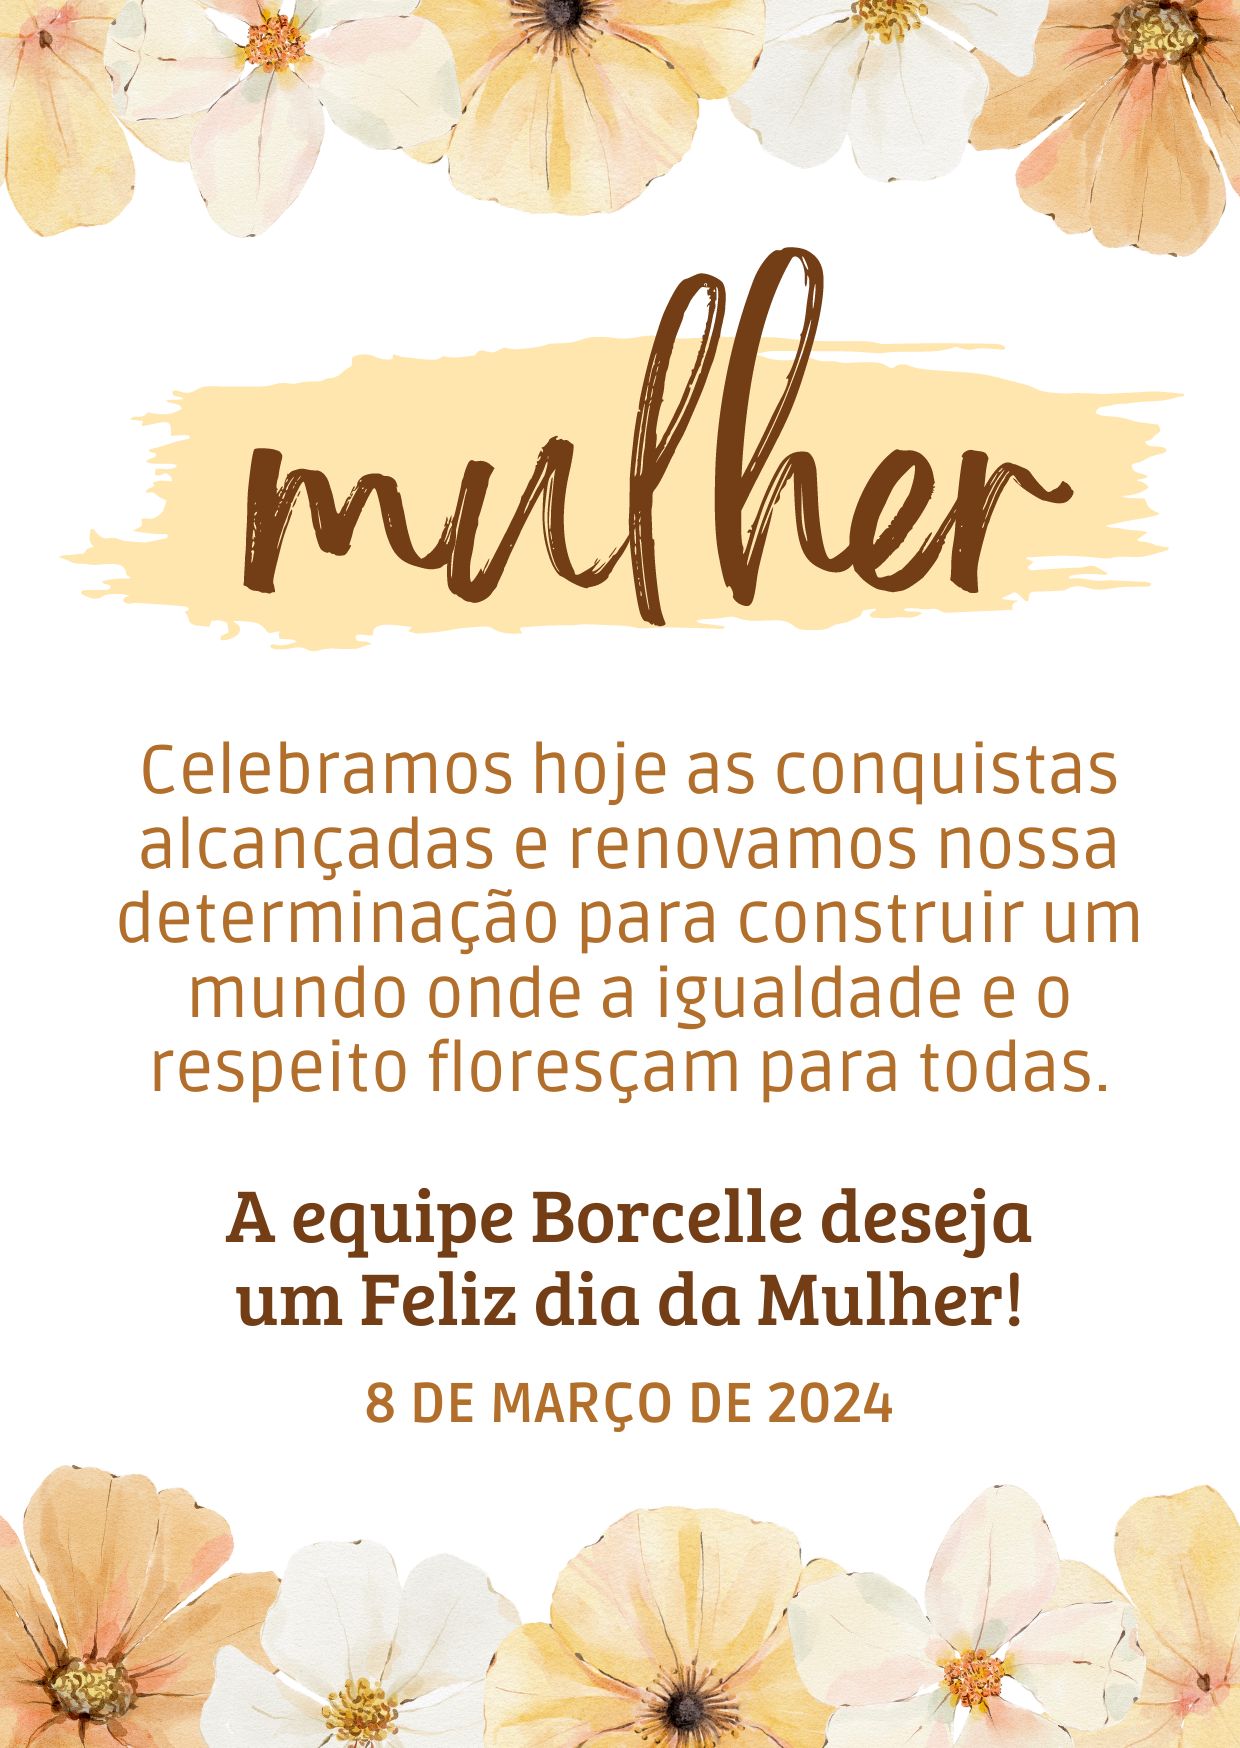 mulher
Celebramos hoje as conquistas
alcançadas e renovamos nossa
determinação para construir um
mundo onde a igualdade e o
respeito floresçam para todas.
A equipe Borcelle deseja
um Feliz dia da Mulher!
8 DE MARÇO DE 2024